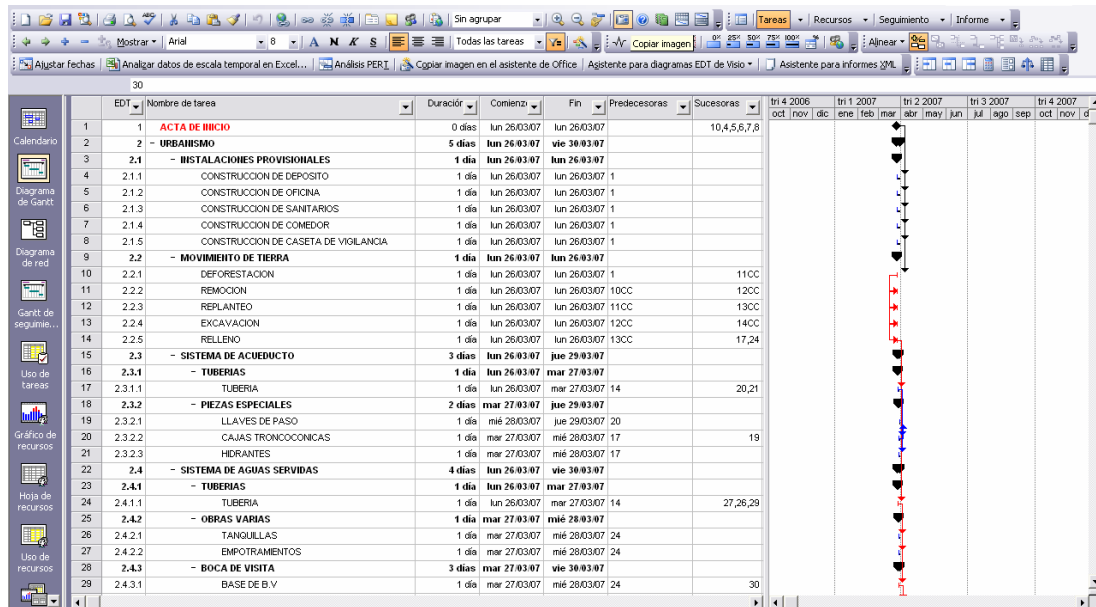 Sin agrupar Tareas Recursos Seguimiento Informe
Mostrar Arial 8 A N K S Todas las tareas Copiar imagen 0% 25% 50% 75% 100% Alinear
Ajustar fechas Analizar datos de escala temporal en Excel... Análisis PERT Copiar imagen en el asistente de Office Asistente para diagramas EDT de Visio Asistente para informes XML
30
EDT Nombre de tarea Duración Comienzo Fin Predecesoras Sucesoras tri 4 2006 tri 1 2007 tri 2 2007 tri 3 2007 tri 4 2007
oct nov dic ene feb mar abr may jun jul ago sep oct nov d
1 1 ACTA DE INICIO 0 días lun 26/03/07 lun 26/03/07 10,4,5,6,7,8
2 2 - URBANISMO 5 días lun 26/03/07 vie 30/03/07
3 2.1 - INSTALACIONES PROVISIONALES 1 día lun 26/03/07 lun 26/03/07
4 2.1.1 CONSTRUCCION DE DEPOSITO 1 día lun 26/03/07 lun 26/03/07 1
5 2.1.2 CONSTRUCCION DE OFICINA 1 día lun 26/03/07 lun 26/03/07 1
6 2.1.3 CONSTRUCCION DE SANITARIOS 1 día lun 26/03/07 lun 26/03/07 1
7 2.1.4 CONSTRUCCION DE COMEDOR 1 día lun 26/03/07 lun 26/03/07 1
8 2.1.5 CONSTRUCCION DE CASETA DE VIGILANCIA 1 día lun 26/03/07 lun 26/03/07 1
9 2.2 - MOVIMIENTO DE TIERRA 1 día lun 26/03/07 lun 26/03/07
10 2.2.1 DEFORESTACION 1 día lun 26/03/07 lun 26/03/07 1 11CC
11 2.2.2 REMOCION 1 día lun 26/03/07 lun 26/03/07 10CC 12CC
12 2.2.3 REPLANTEO 1 día lun 26/03/07 lun 26/03/07 11CC 13CC
13 2.2.4 EXCAVACION 1 día lun 26/03/07 lun 26/03/07 12CC 14CC
14 2.2.5 RELLENO 1 día lun 26/03/07 lun 26/03/07 13CC 17,24
15 2.3 - SISTEMA DE ACUEDUCTO 3 días lun 26/03/07 jue 29/03/07
16 2.3.1 - TUBERIAS 1 día lun 26/03/07 mar 27/03/07
17 2.3.1.1 TUBERIA 1 día lun 26/03/07 mar 27/03/07 14 20,21
18 2.3.2 - PIEZAS ESPECIALES 2 días mar 27/03/07 jue 29/03/07
19 2.3.2.1 LLAVES DE PASO 1 día mié 28/03/07 jue 29/03/07 20
20 2.3.2.2 CAJAS TRONCOCONICAS 1 día mar 27/03/07 mié 28/03/07 17 19
21 2.3.2.3 HIDRANTES 1 día mar 27/03/07 mié 28/03/07 17
22 2.4 - SISTEMA DE AGUAS SERVIDAS 4 días lun 26/03/07 vie 30/03/07
23 2.4.1 - TUBERIAS 1 día lun 26/03/07 mar 27/03/07
24 2.4.1.1 TUBERIA 1 día lun 26/03/07 mar 27/03/07 14 27,26,29
25 2.4.2 - OBRAS VARIAS 1 día mar 27/03/07 mié 28/03/07
26 2.4.2.1 TANQUILLAS 1 día mar 27/03/07 mié 28/03/07 24
27 2.4.2.2 EMPOTRAMIENTOS 1 día mar 27/03/07 mié 28/03/07 24
28 2.4.3 - BOCA DE VISITA 3 días mar 27/03/07 vie 30/03/07
29 2.4.3.1 BASE DE B.V 1 día mar 27/03/07 mié 28/03/07 24 30
Calendario
Diagrama
de Gantt
Diagrama
de red
Gantt de
seguimie...
Uso de
tareas
Gráfico de
recursos
Hoja de
recursos
Uso de
recursos